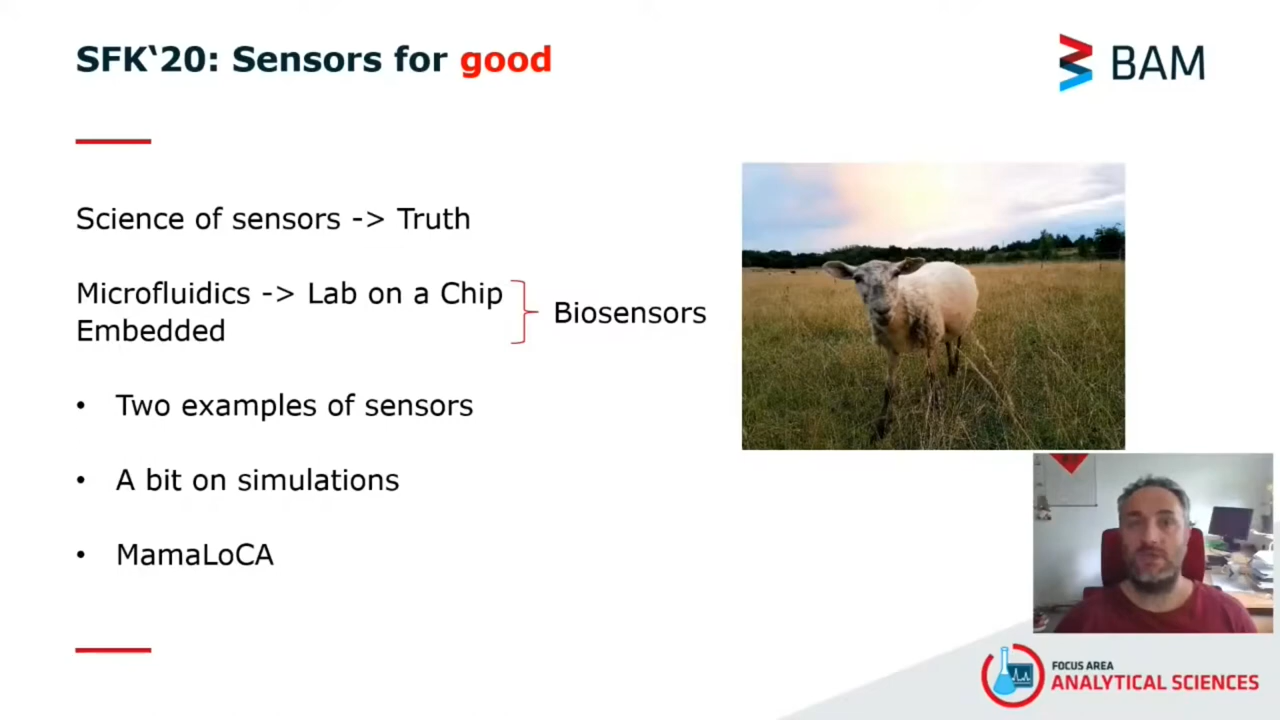 SFK‘20: Sensors for good
BAM
Science of sensors -> Truth
Microfluidics -> Lab on a Chip
Embedded
Biosensors
• Two examples of sensors
• A bit on simulations
• MamaLoCA
FOCUS AREA
ANALYTICAL SCIENCES